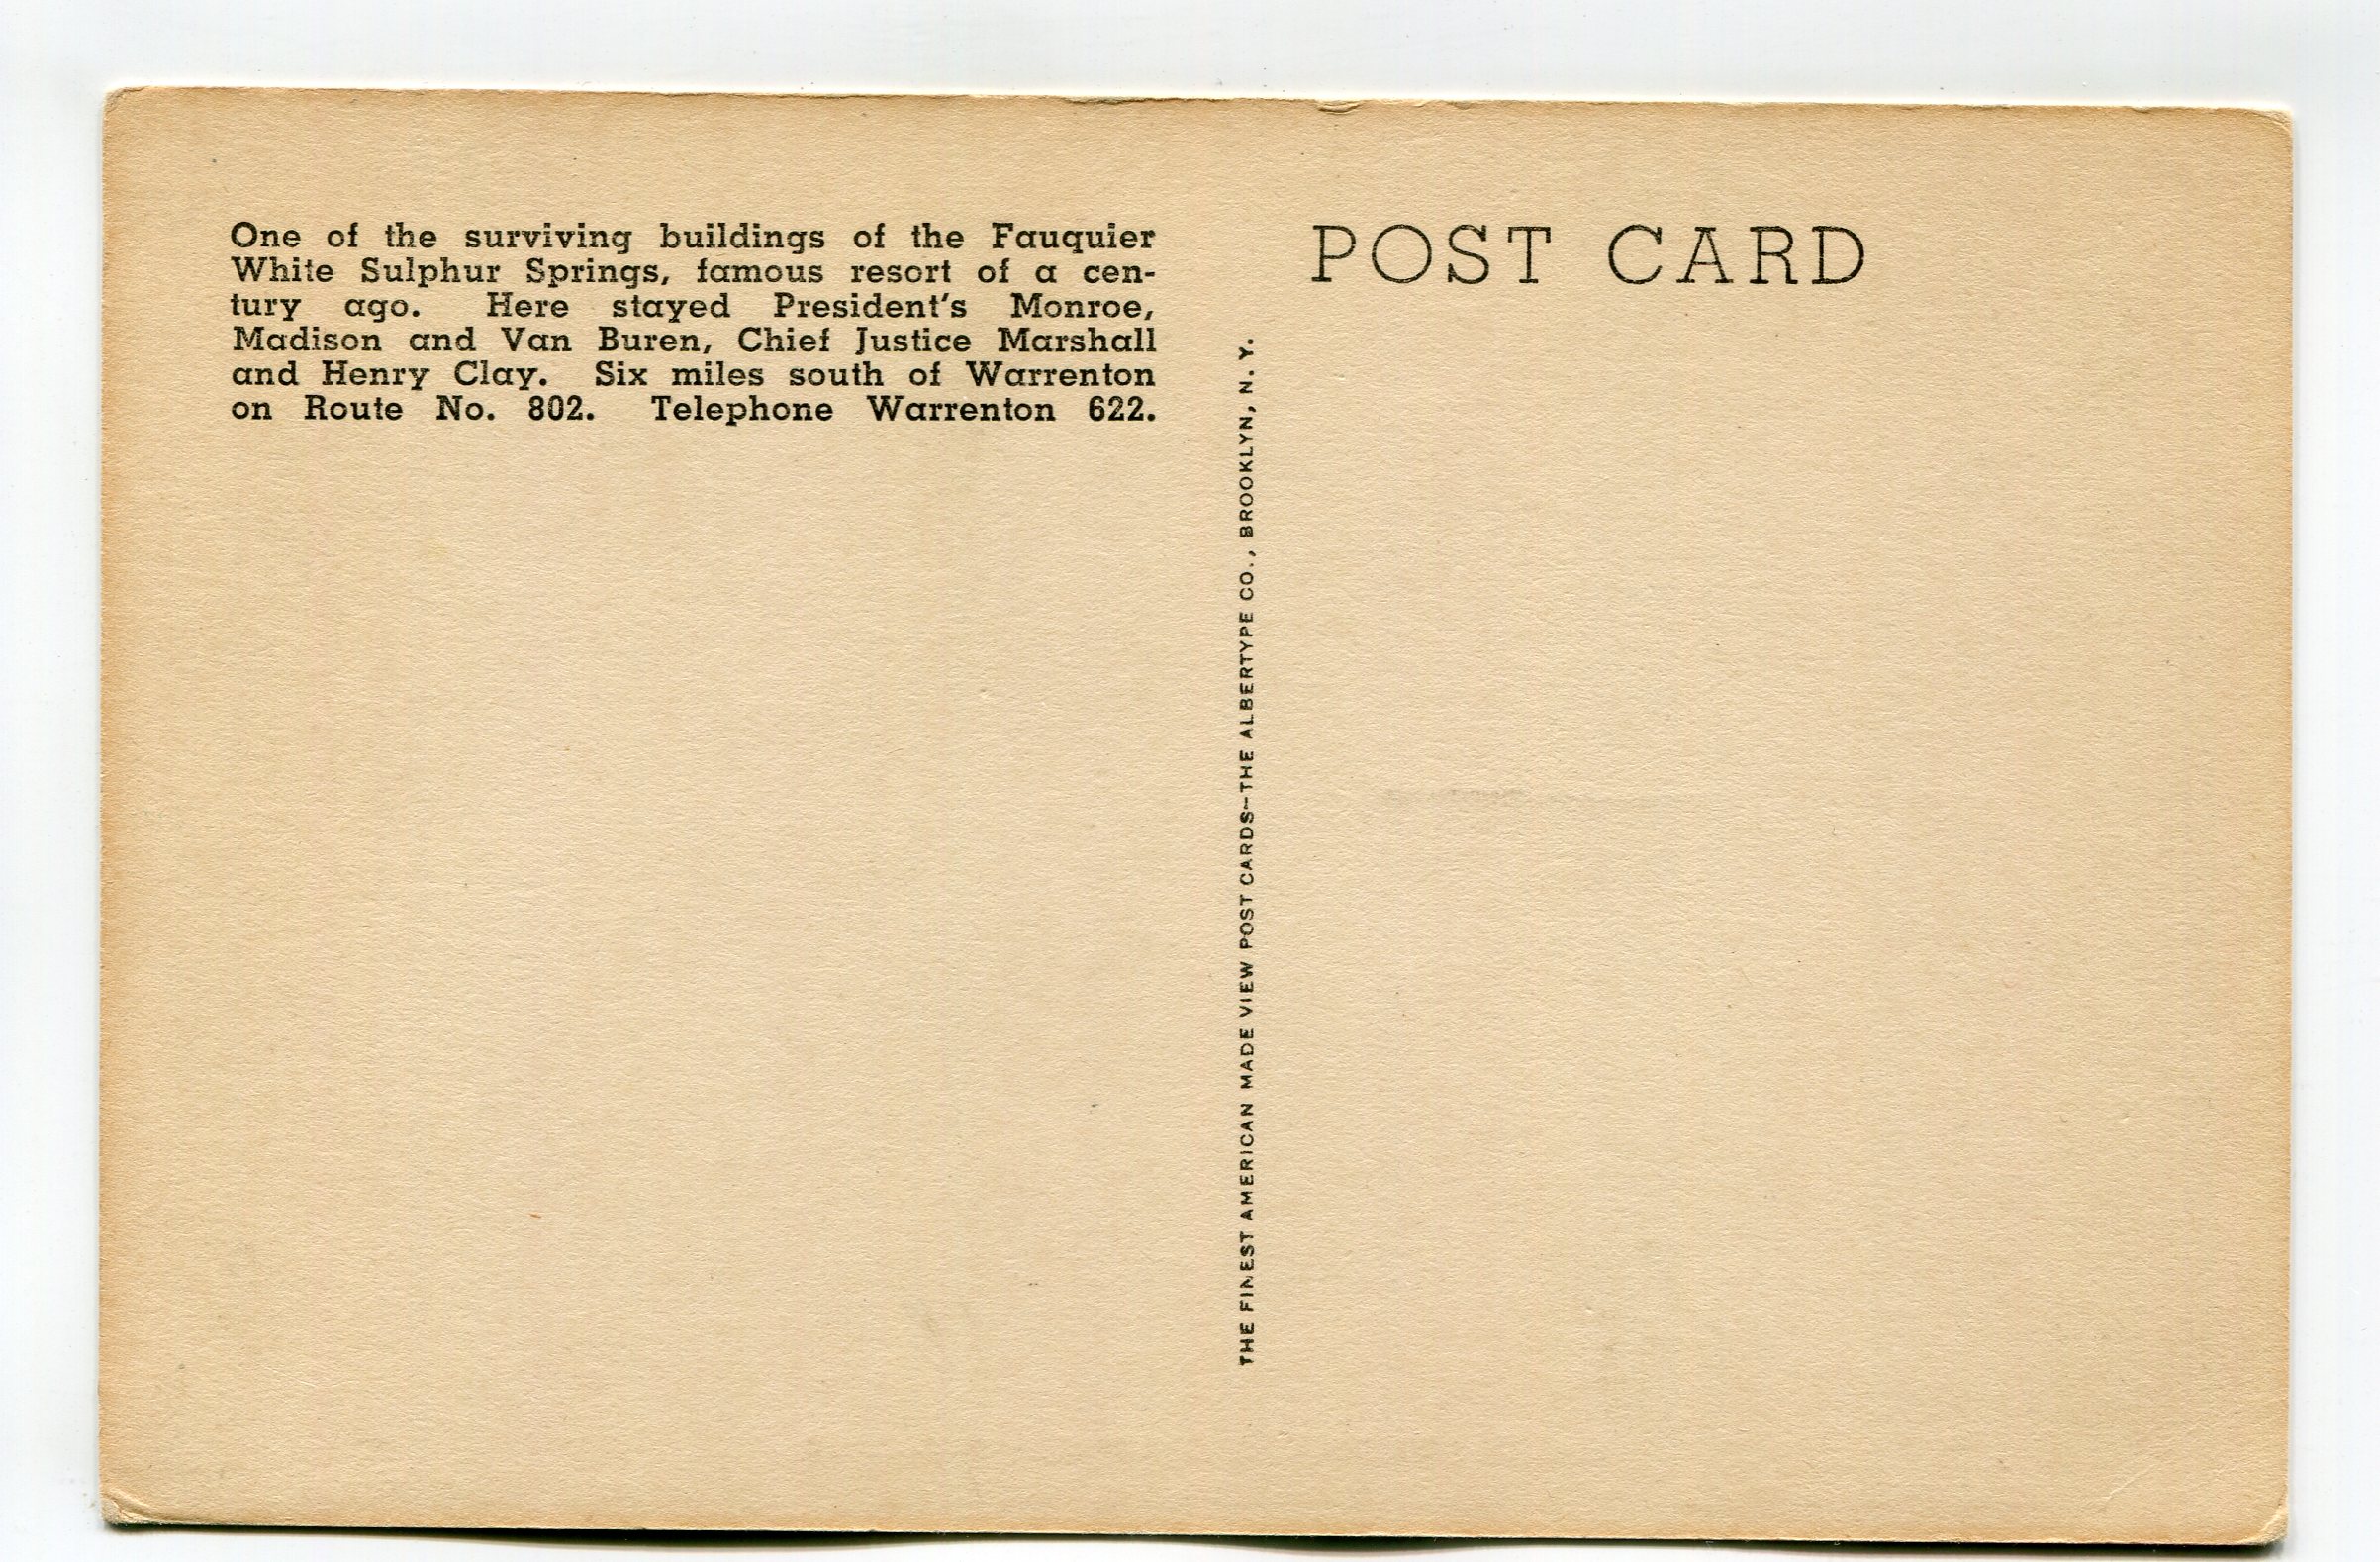 One of the surviving buildings of the Fauquier
White Sulphur Springs, famous resort of a cen-
tury ago. Here stayed President's Monroe,
Madison and Van Buren, Chief Justice Marshall
and Henry Clay. Six miles south of Warrenton
on Route No. 802. Telephone Warrenton 622.
THE FINEST AMERICAN MADE VIEW POST CARDS—THE ALBERTYPE CO., BROOKLYN, N. Y.
POST CARD